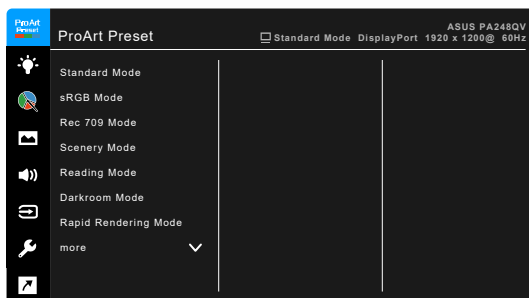 ProArt
Preset
ProArt Preset
ASUS PA248QV
Standard Mode DisplayPort 1920 x 1200@ 60Hz
Standard Mode
sRGB Mode
Rec 709 Mode
Scenery Mode
Reading Mode
Darkroom Mode
Rapid Rendering Mode
more